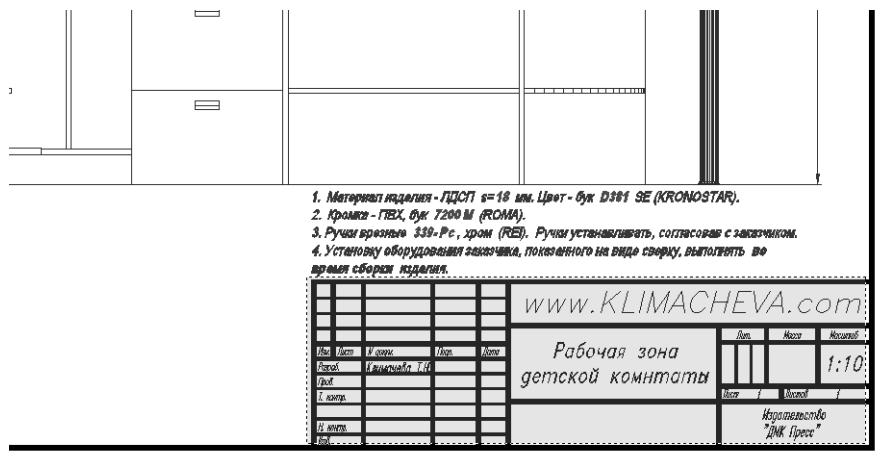 1. Материал изделия - ЛДСП s=16 мм. Цвет - бук D381 SE (KRONOSTAR).
2. Кромка - ПВХ, бук 7200 М (ROMA).
3. Ручки врезные 339-Pc, хром (REI). Ручки устанавливать, согласовав с заказчиком.
4. Установку оборудования заказчика, показанного на виде сверху, выполнять во
время сборки изделия.
www.KLIMACHEVA.com
Лит. Масса Масштаб
Изм. Лист N докум. Подп. Дата
Рабочая зона
детской комнтаты
1:10
Разраб. Климачева Т.Ю
Пров.
Т. контр.
Лист 1 Листов 1
Издательство
"ДМК Пресс"
Н. контр.
Утв.